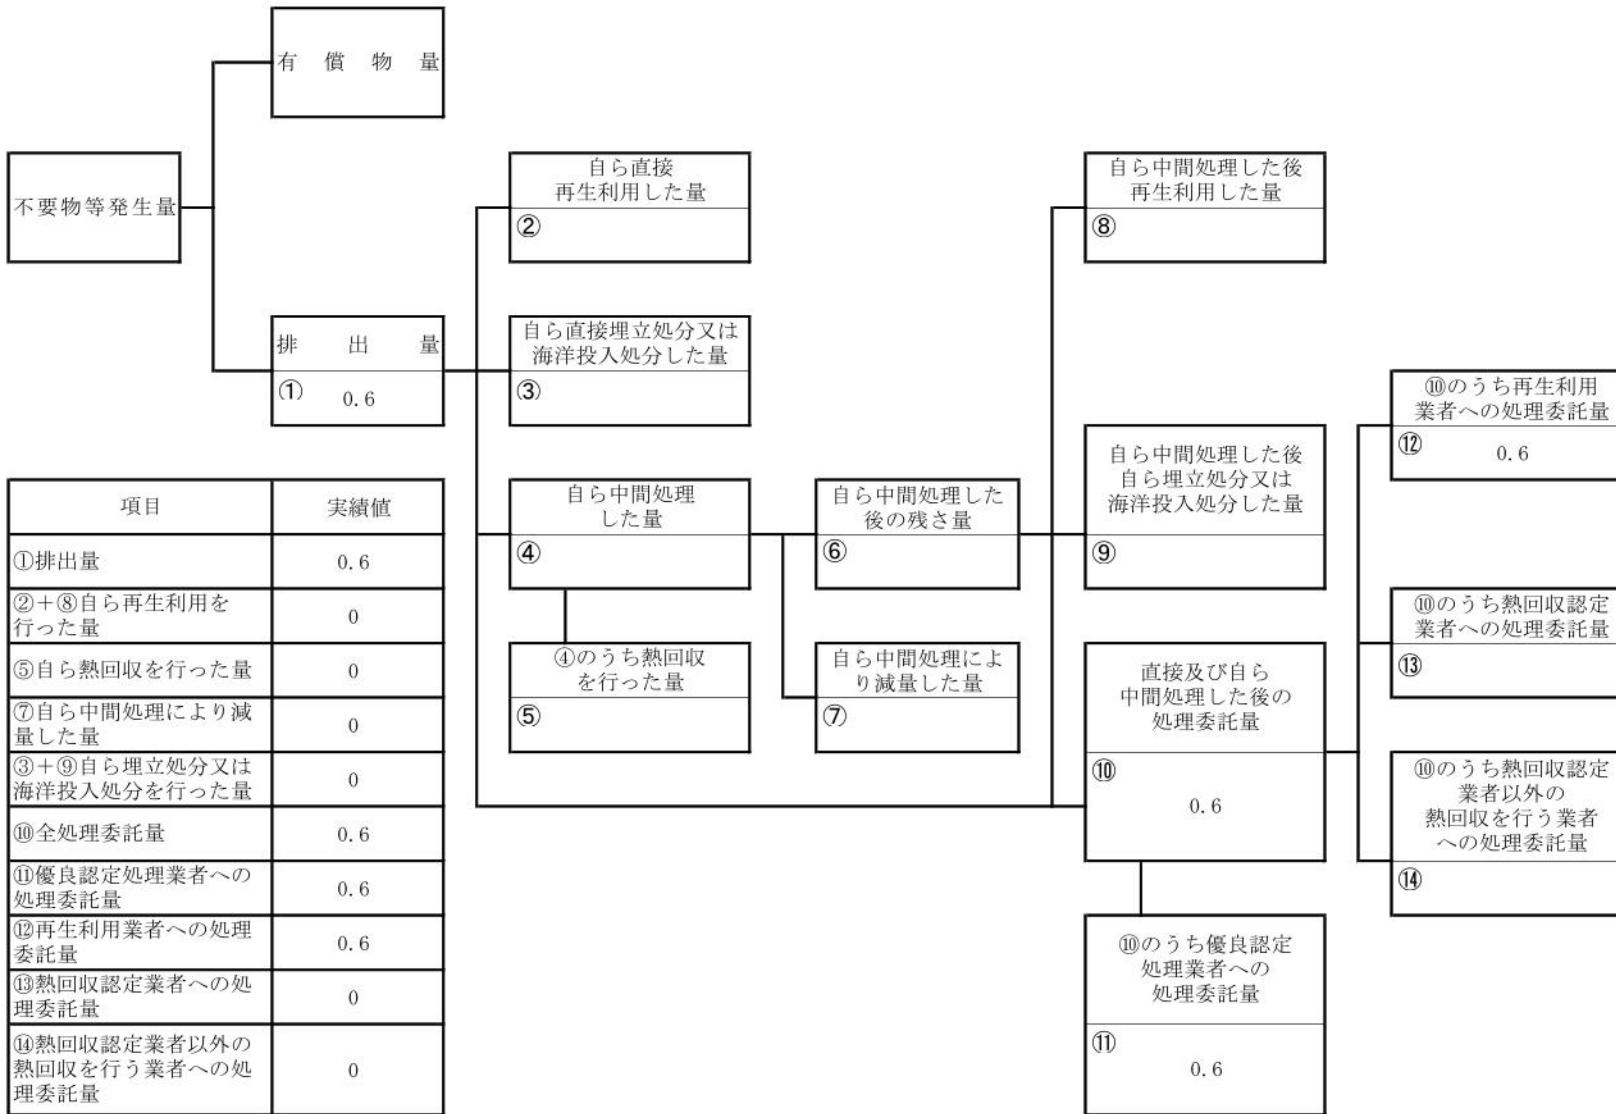 有償物量
不要物等発生量
排出量
① 0.6
自ら直接
再生利用した量
②
自ら直接埋立処分又は
海洋投入処分した量
③
自ら中間処理
した量
④
④のうち熱回収
を行った量
⑤
自ら中間処理した
後の残さ量
⑥
自ら中間処理によ
り減量した量
⑦
自ら中間処理した後
再生利用した量
⑧
自ら中間処理した後
自ら埋立処分又は
海洋投入処分した量
⑨
直接及び自ら
中間処理した後の
処理委託量
⑩
0.6
⑩のうち優良認定
処理業者への
処理委託量
⑪
0.6
⑩のうち再生利用
業者への処理委託量
⑫ 0.6
⑩のうち熱回収認定
業者への処理委託量
⑬
⑩のうち熱回収認定
業者以外の
熱回収を行う業者
への処理委託量
⑭
項目 実績値
①排出量 0.6
②+⑧自ら再生利用を
行った量 0
⑤自ら熱回収を行った量 0
⑦自ら中間処理により減
量した量 0
③+⑨自ら埋立処分又は
海洋投入処分を行った量 0
⑩全処理委託量 0.6
⑪優良認定処理業者への
処理委託量 0.6
⑫再生利用業者への処理
委託量 0.6
⑬熱回収認定業者への処
理委託量 0
⑭熱回収認定業者以外の
熱回収を行う業者への処
理委託量 0